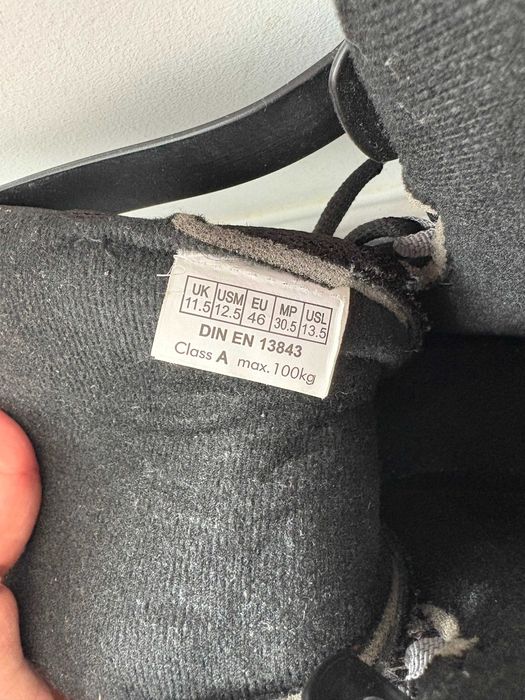 UK USM EU MP USL
11.5 12.5 46 30.5 13.5
DIN EN 13843
Class A max. 100kg